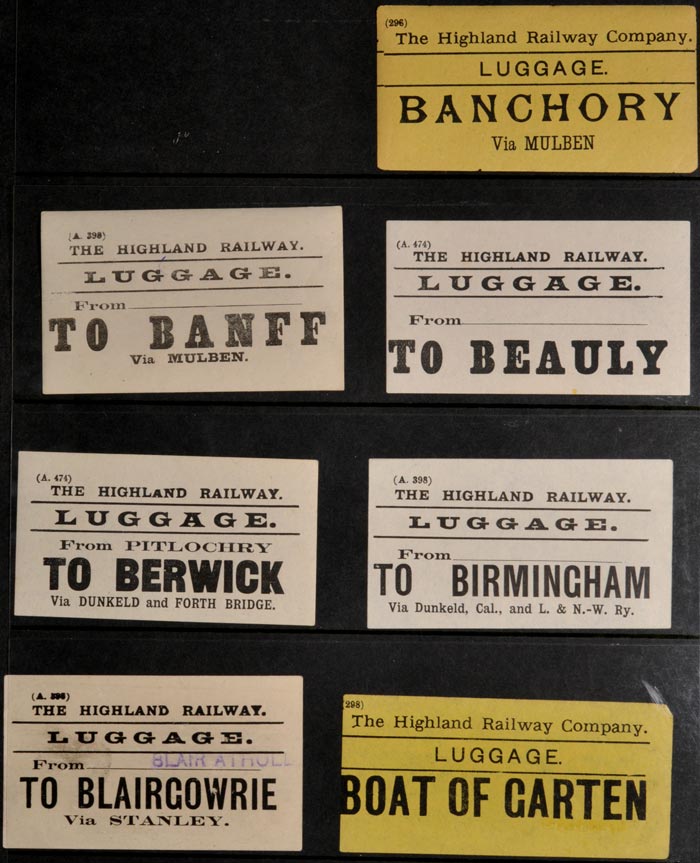 (296)
The Highland Railway Company.
LUGGAGE.
BANCHORY
Via MULBEN
(A. 398)
THE HIGHLAND RAILWAY.
LUGGAGE.
From
TO BANFF
Via MULBEN.
(A. 474)
THE HIGHLAND RAILWAY.
LUGGAGE.
From
TO BEAULY
(A. 474)
THE HIGHLAND RAILWAY.
LUGGAGE.
From PITLOCHRY
TO BERWICK
Via DUNKELD and FORTH BRIDGE.
(A. 398)
THE HIGHLAND RAILWAY.
LUGGAGE.
From
TO BIRMINGHAM
Via Dunkeld, Cal., and L. & N.-W. Ry.
(A. 398)
THE HIGHLAND RAILWAY.
LUGGAGE.
From BLAIR ATHOLL
TO BLAIRGOWRIE
Via STANLEY.
298)
The Highland Railway Company.
LUGGAGE.
BOAT OF GARTEN